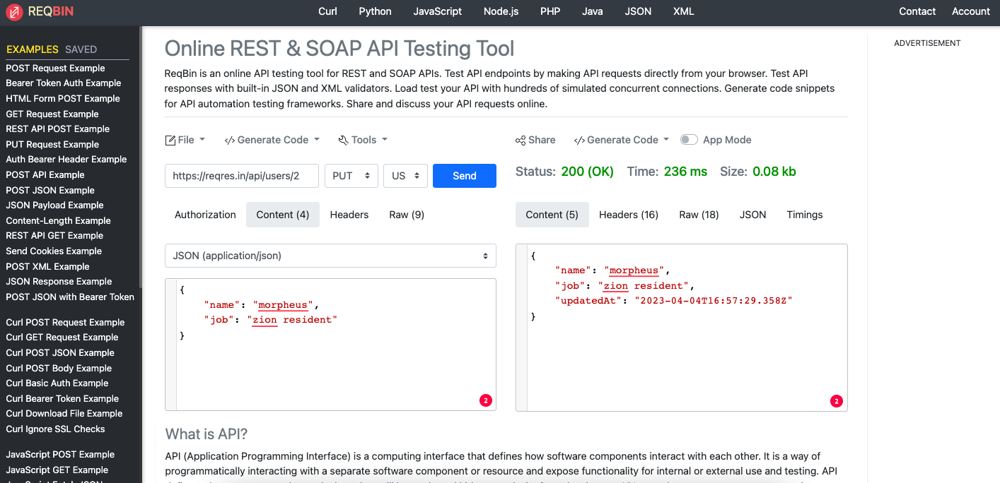 REQBIN
Curl Python JavaScript Node.js PHP Java JSON XML
Contact Account
EXAMPLES SAVED
POST Request Example
Bearer Token Auth Example
HTML Form POST Example
GET Request Example
REST API POST Example
PUT Request Example
Auth Bearer Header Example
POST API Example
POST JSON Example
JSON Payload Example
Content-Length Example
REST API GET Example
Send Cookies Example
POST XML Example
JSON Response Example
POST JSON with Bearer Token
Curl POST Request Example
Curl GET Request Example
Curl POST JSON Example
Curl POST Body Example
Curl Basic Auth Example
Curl Bearer Token Example
Curl Download File Example
Curl Ignore SSL Checks
JavaScript POST Example
JavaScript GET Example
Online REST & SOAP API Testing Tool
ReqBin is an online API testing tool for REST and SOAP APIs. Test API endpoints by making API requests directly from your browser. Test API
responses with built-in JSON and XML validators. Load test your API with hundreds of simulated concurrent connections. Generate code snippets
for API automation testing frameworks. Share and discuss your API requests online.
File </> Generate Code Tools
https://reqres.in/api/users/2 PUT US Send
Authorization Content (4) Headers Raw (9)
JSON (application/json)
{
"name": "morpheus",
"job": "zion resident"
}
2
Share </> Generate Code App Mode
Status: 200 (OK) Time: 236 ms Size: 0.08 kb
Content (5) Headers (16) Raw (18) JSON Timings
{
"name": "morpheus",
"job": "zion resident",
"updatedAt": "2023-04-04T16:57:29.358Z"
}
2
What is API?
API (Application Programming Interface) is a computing interface that defines how software components interact with each other. It is a way of
programmatically interacting with a separate software component or resource and expose functionality for internal or external use and testing. API
ADVERTISEMENT